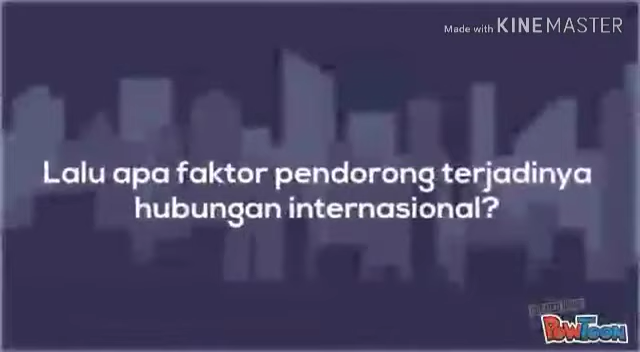 Made with KINEMASTER
Lalu apa faktor pendorong terjadinya
hubungan internasional?
POWTOON